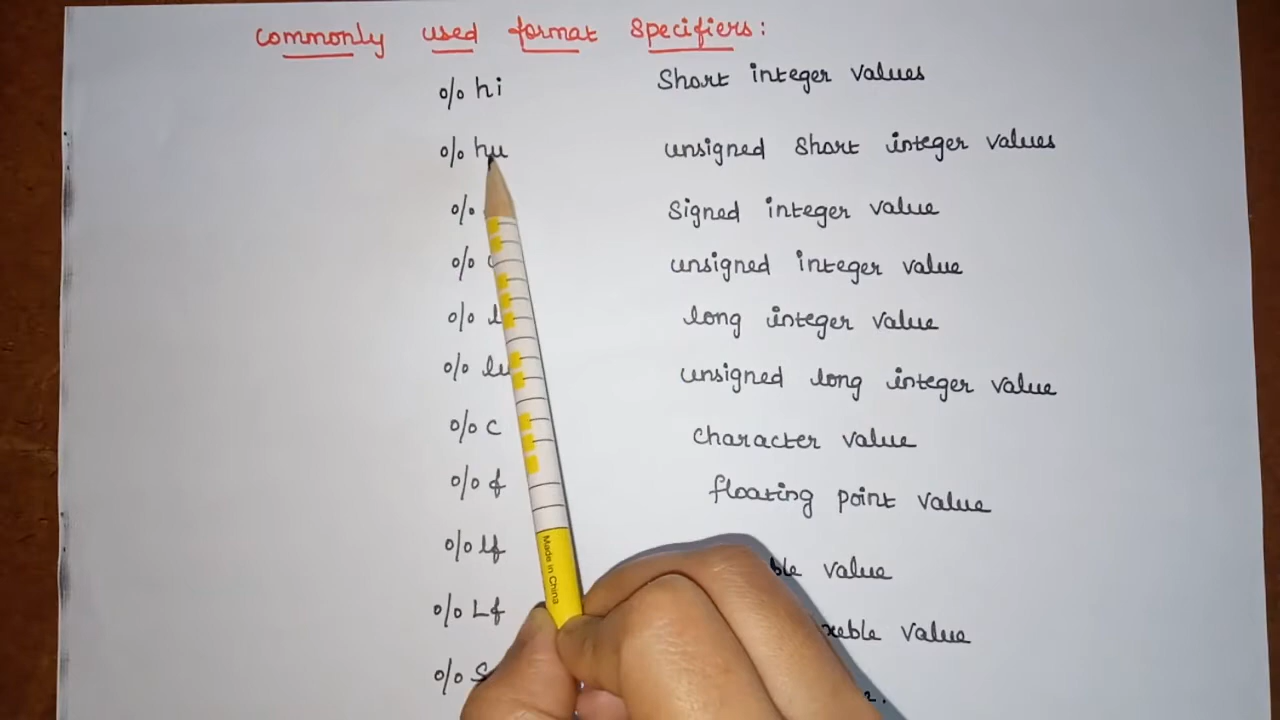 commonly used format specifiers:
%hi short integer values
%hu unsigned short integer values
% signed integer value
% unsigned integer value
%l long integer value
%lu unsigned long integer value
%c character value
%f floating point value
%lf value
%Lf value
%s
Made in China